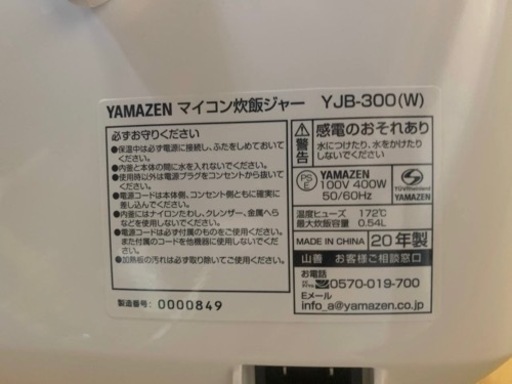 YAMAZEN マイコン炊飯ジャー YJB-300(W)
必ずお守りください
●保温中は必ず電源に接続し、ふたをしめておいて
ください。
●内釜と本体の間に水を入れないでください。
●使用時以外は電源プラグをコンセントから抜いて
ください。
●電源コードは本体側、コンセント側ともに確実に
差し込んでください。
●内釜にはナイロンたわし、クレンザー、金属へら
などを使用しないでください。
●電源コードは必ず付属のものを使用してください。
また付属のコードを他機器に使用しないでください。
●加熱板の汚れは必ず取り除いてご使用ください。
製造番号: 0000849
警告
感電のおそれあり
水につけたり、水をかけたり
しないでください。
PS
E
YAMAZEN
100V 400W
50/60Hz
S
TÜVRheinland
YAMAZEN
温度ヒューズ 172℃
最大炊飯容量 0.54L
MADE IN CHINA 20年製
山善 お客様ご相談窓口
お電話
0570-019-700
Eメール
info_a@yamazen.co.jp